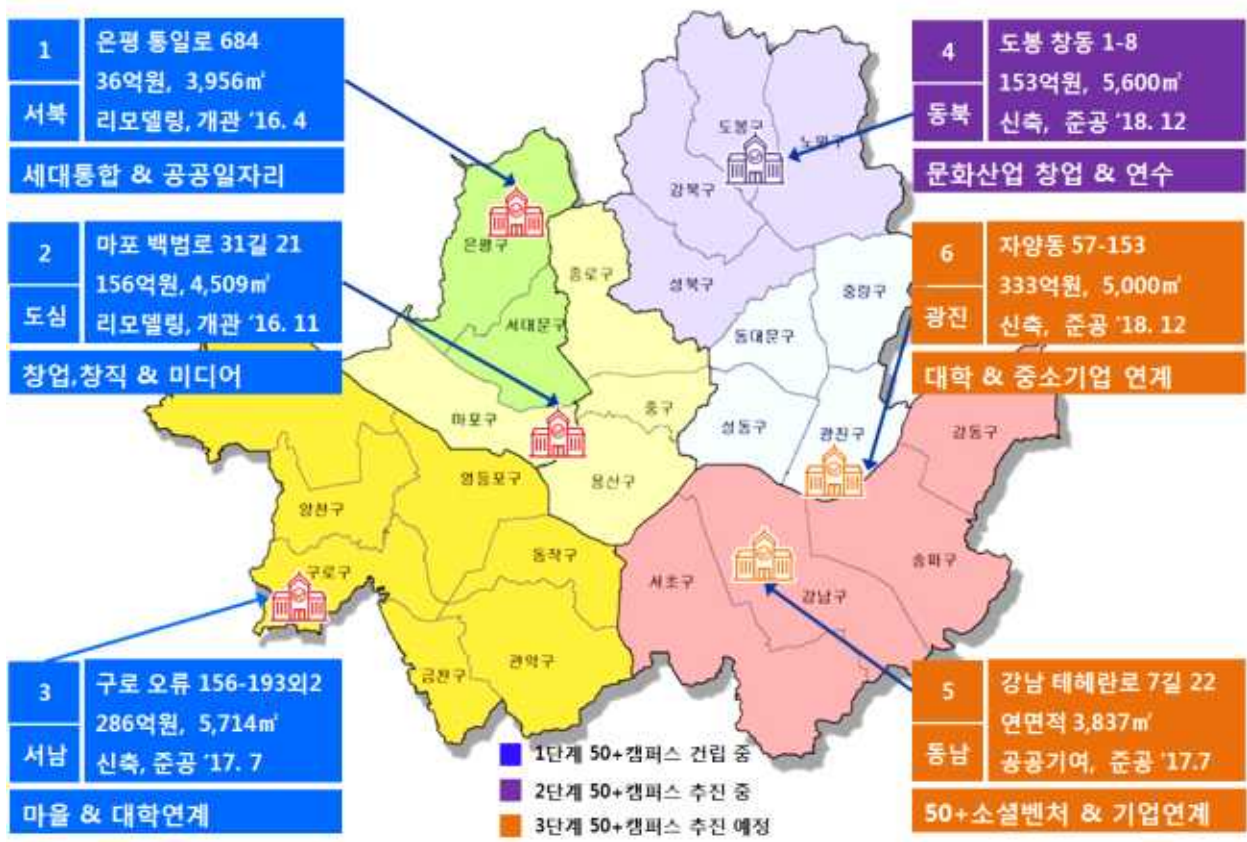 1
은평 통일로 684
36억원, 3,956㎡
서북
리모델링, 개관 '16. 4
세대통합 & 공공일자리
2
마포 백범로 31길 21
156억원, 4,509㎡
도심
리모델링, 개관 '16. 11
창업,창직 & 미디어
3
구로 오류 156-193외2
286억원, 5,714㎡
서남
신축, 준공 '17. 7
마을 & 대학연계
4
도봉 창동 1-8
153억원, 5,600㎡
동북
신축, 준공 '18. 12
문화산업 창업 & 연수
6
자양동 57-153
333억원, 5,000㎡
광진
신축, 준공 '18. 12
대학 & 중소기업 연계
5
강남 테헤란로 7길 22
연면적 3,837㎡
동남
공공기여, 준공 '17.7
50+소셜벤처 & 기업연계
도봉구
노원구
강북구
은평구
종로구
성북구
중랑구
서대문구
동대문구
마포구
중구
성동구
광진구
강동구
영등포구
용산구
양천구
동작구
구로구
서초구
강남구
송파구
금천구
관악구
1단계 50+캠퍼스 건립 중
2단계 50+캠퍼스 추진 중
3단계 50+캠퍼스 추진 예정